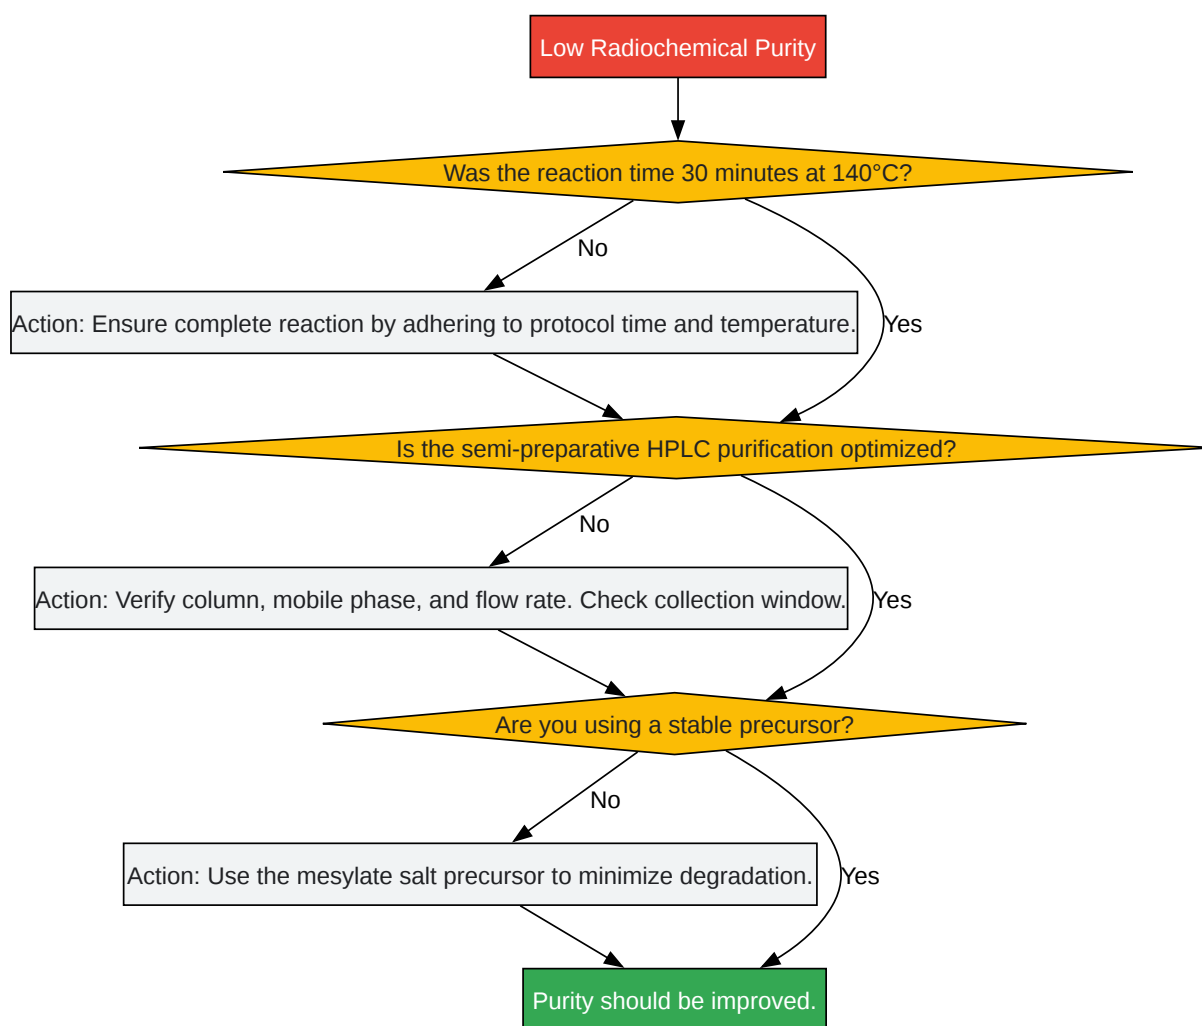 Low Radiochemical Purity
Was the reaction time 30 minutes at 140°C?
No
Action: Ensure complete reaction by adhering to protocol time and temperature.
Yes
Is the semi-preparative HPLC purification optimized?
No
Action: Verify column, mobile phase, and flow rate. Check collection window.
Yes
Are you using a stable precursor?
No
Action: Use the mesylate salt precursor to minimize degradation.
Yes
Purity should be improved.